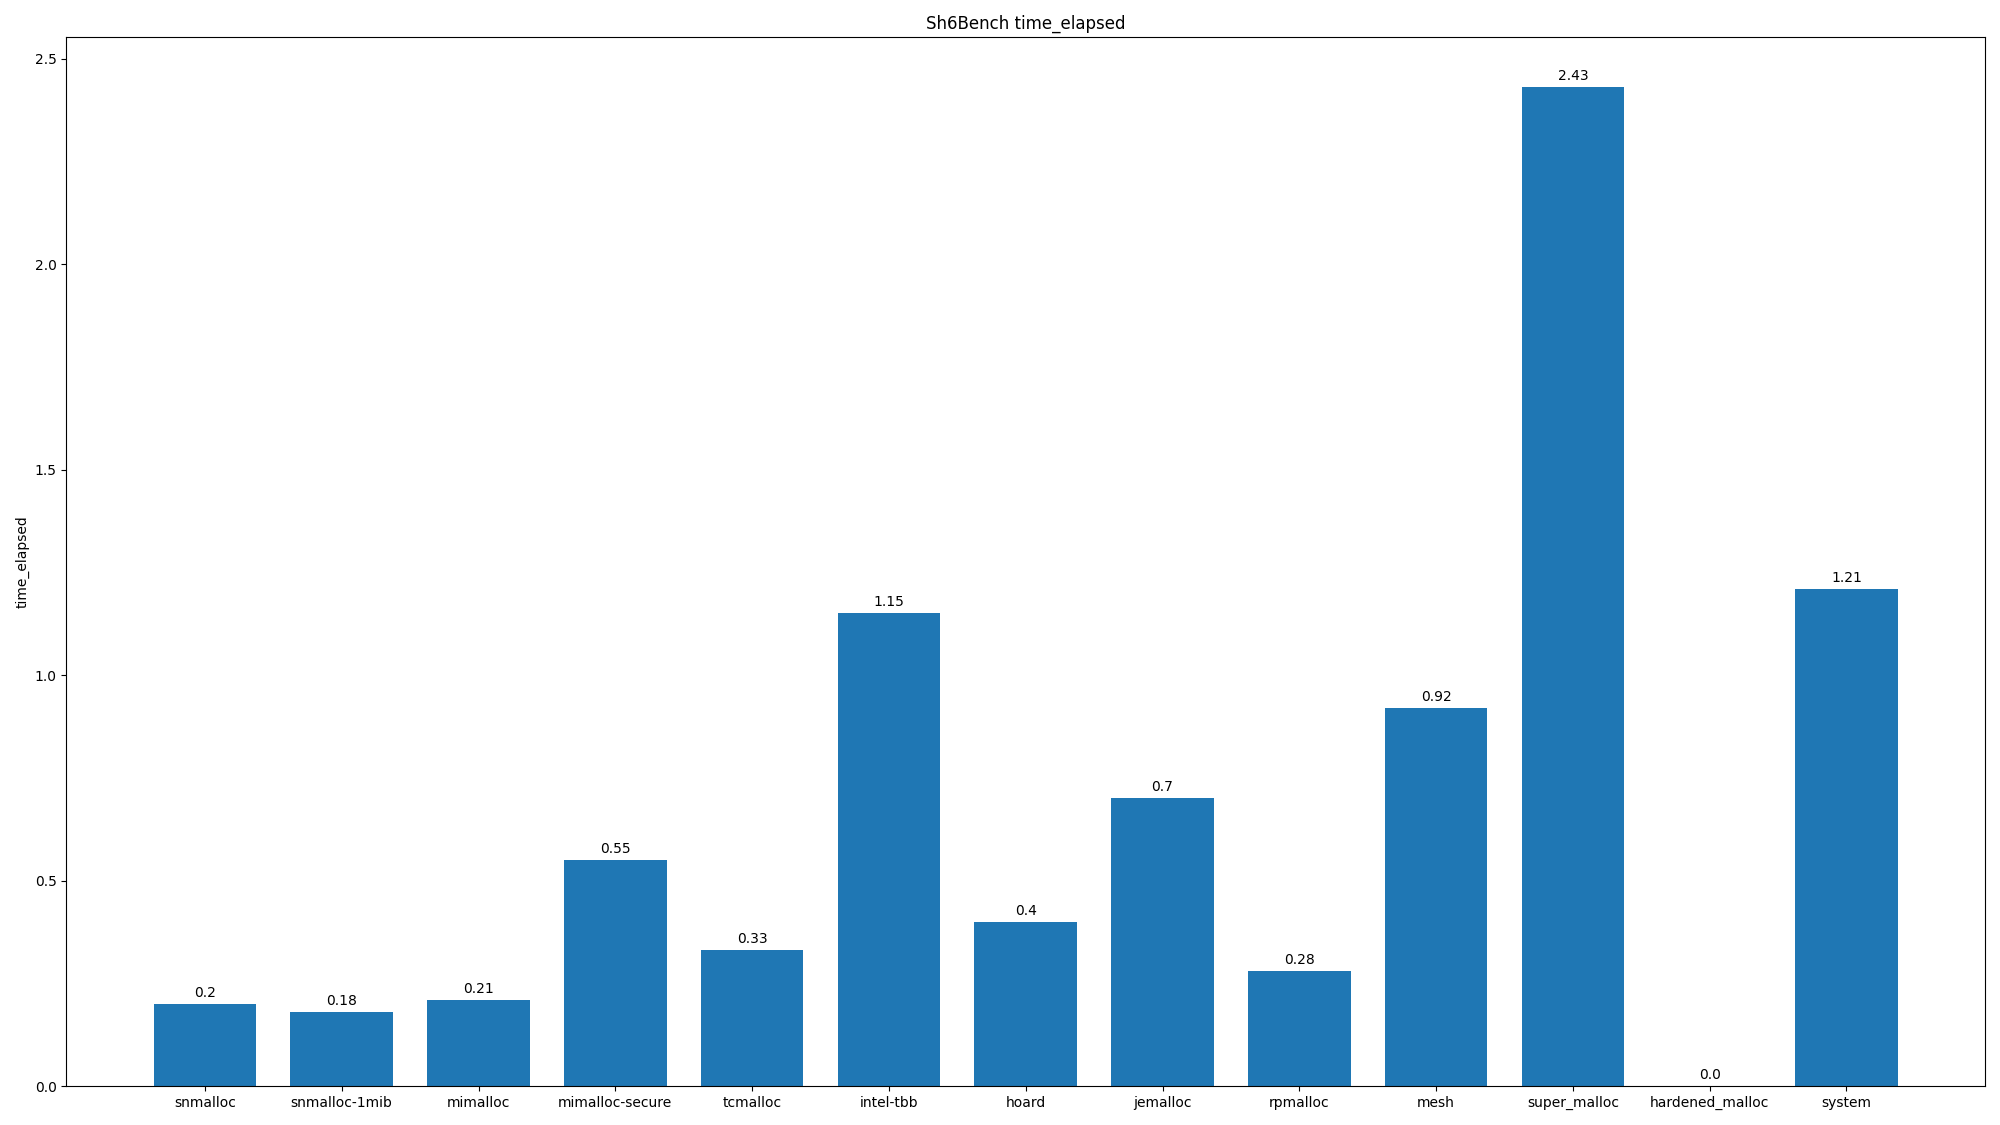 Sh6Bench time_elapsed
time_elapsed
2.5
2.0
1.5
1.0
0.5
0.0
0.2
0.18
0.21
0.55
0.33
1.15
0.4
0.7
0.28
0.92
2.43
0.0
1.21
snmalloc
snmalloc-1mib
mimalloc
mimalloc-secure
tcmalloc
intel-tbb
hoard
jemalloc
rpmalloc
mesh
super_malloc
hardened_malloc
system